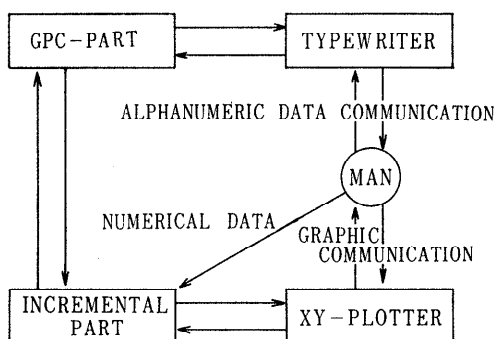 GPC-PART
TYPEWRITER
ALPHANUMERIC DATA COMMUNICATION
MAN
NUMERICAL DATA
GRAPHIC
COMMUNICATION
INCREMENTAL
PART
XY-PLOTTER